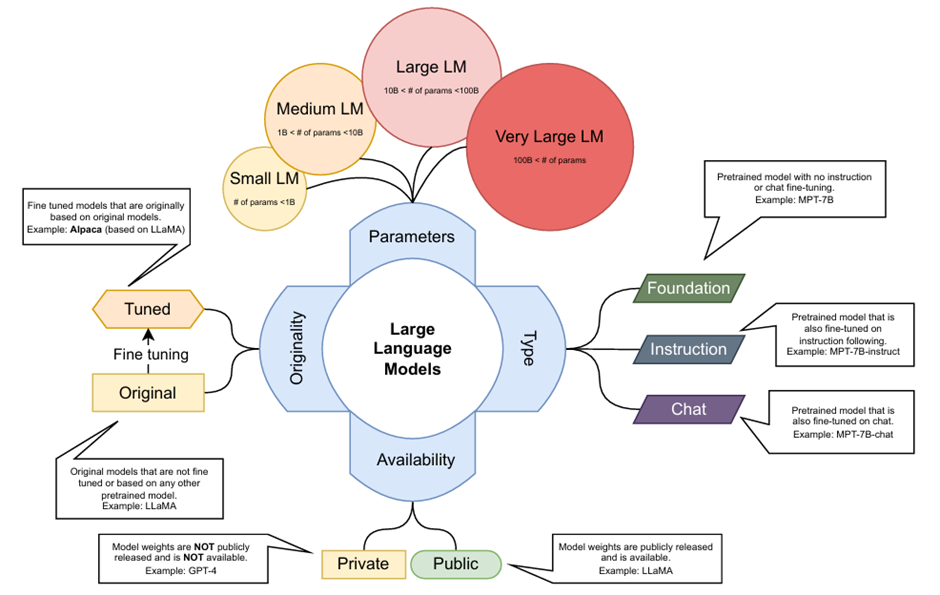 Large LM
10B < # of params <100B
Medium LM
1B < # of params <10B
Very Large LM
100B < # of params
Small LM
# of params <1B
Pretrained model with no instruction
or chat fine-tuning.
Example: MPT-7B
Fine tuned models that are originally
based on original models.
Example: Alpaca (based on LLaMA)
Parameters
Foundation
Tuned
Fine tuning
Original
Originality
Large
Language
Models
Type
Instruction
Pretrained model that is
also fine-tuned on
instruction following.
Example: MPT-7B-instruct
Chat
Pretrained model that is
also fine-tuned on chat.
Example: MPT-7B-chat
Availability
Original models that are not fine
tuned or based on any other
pretrained model.
Example: LLaMA
Model weights are NOT publicly
released and is NOT available.
Example: GPT-4
Private
Public
Model weights are publicly released
and is available.
Example: LLaMA